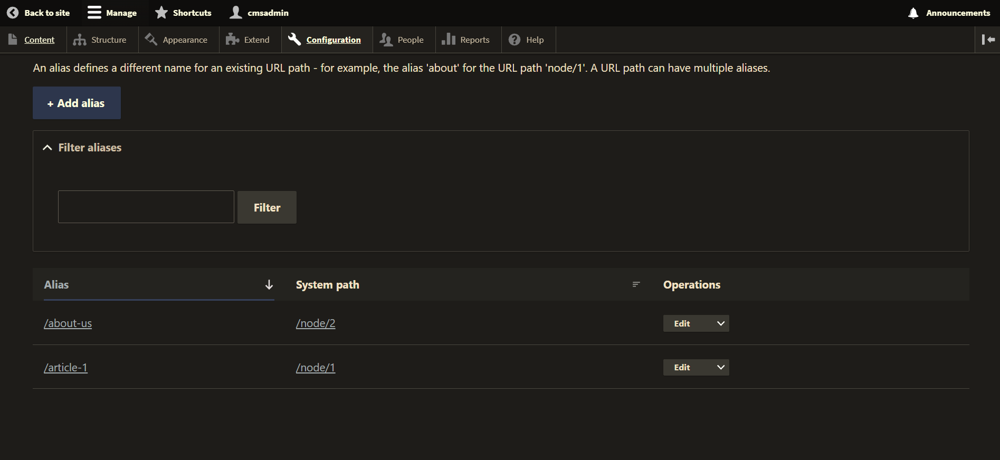 Back to site Manage Shortcuts cmsadmin Announcements
Content Structure Appearance Extend Configuration People Reports Help
An alias defines a different name for an existing URL path - for example, the alias 'about' for the URL path 'node/1'. A URL path can have multiple aliases.
+ Add alias
Filter aliases
Filter
Alias System path Operations
/about-us /node/2 Edit
/article-1 /node/1 Edit